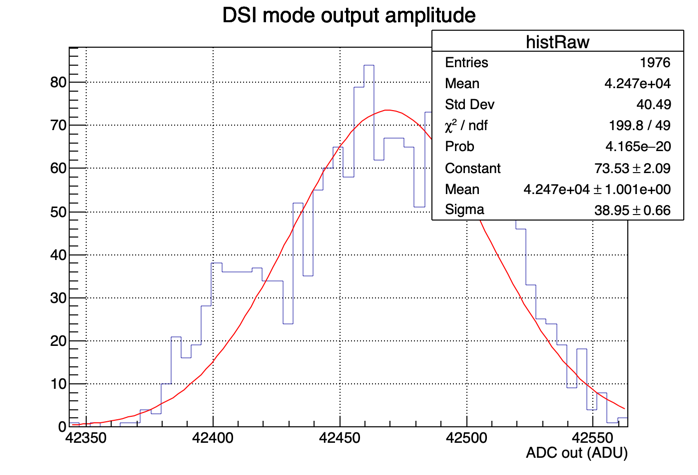 DSI mode output amplitude
histRaw
Entries 1976
Mean 4.247e+04
Std Dev 40.49
χ² / ndf 199.8 / 49
Prob 4.165e−20
Constant 73.53 ± 2.09
Mean 4.247e+04 ± 1.001e+00
Sigma 38.95 ± 0.66
80
70
60
50
40
30
20
10
0
42350 42400 42450 42500 42550
ADC out (ADU)